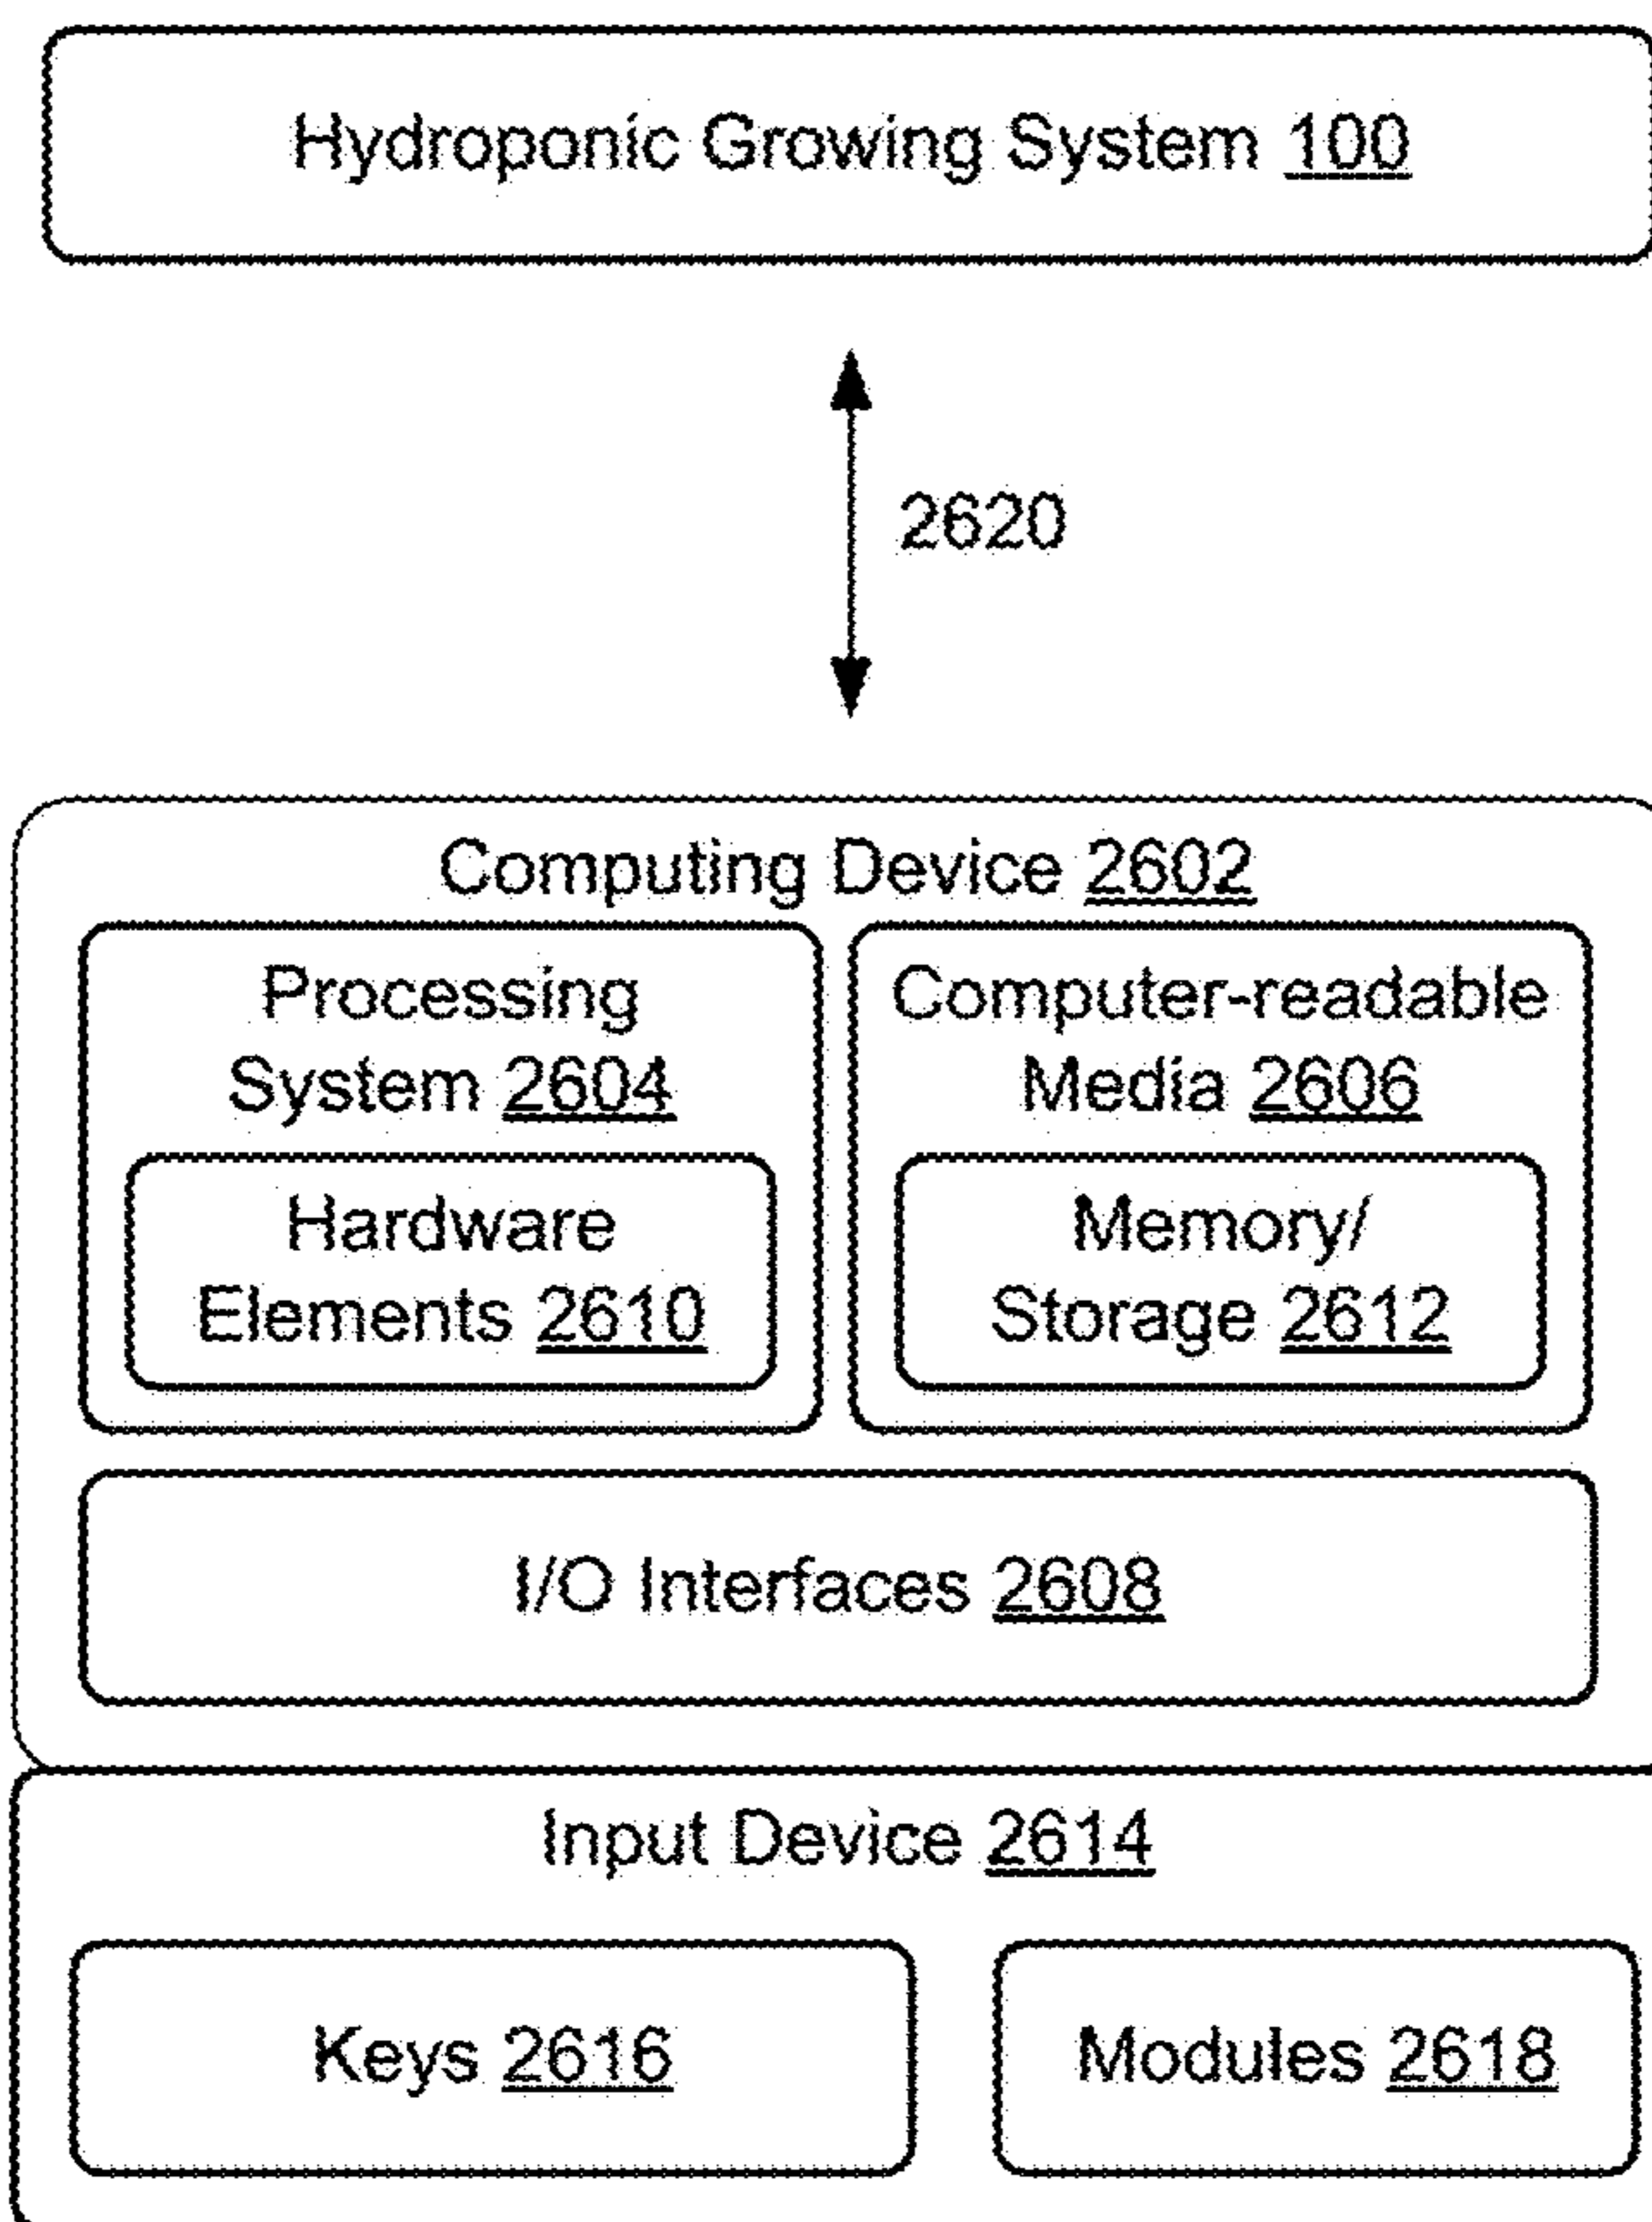 Hydroponic Growing System 100
2620
Computing Device 2602
Processing
System 2604
Hardware
Elements 2610
Computer-readable
Media 2606
Memory/
Storage 2612
I/O Interfaces 2608
Input Device 2614
Keys 2616
Modules 2618